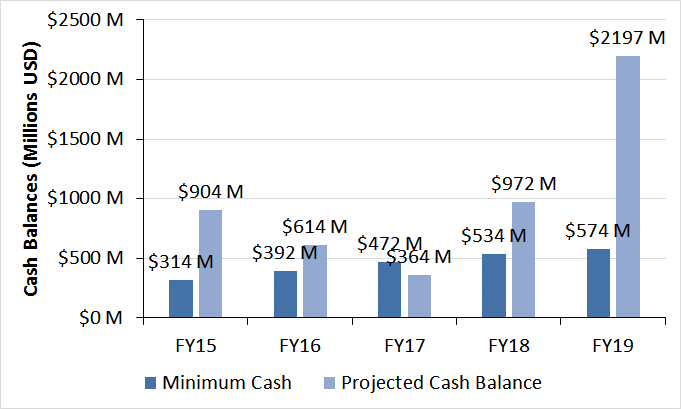 Cash Balances (Millions USD)
$2500 M
$2000 M
$1500 M
$1000 M
$500 M
$0 M
$314 M
$904 M
$392 M
$614 M
$472 M
$364 M
$534 M
$972 M
$574 M
$2197 M
FY15 FY16 FY17 FY18 FY19
Minimum Cash Projected Cash Balance